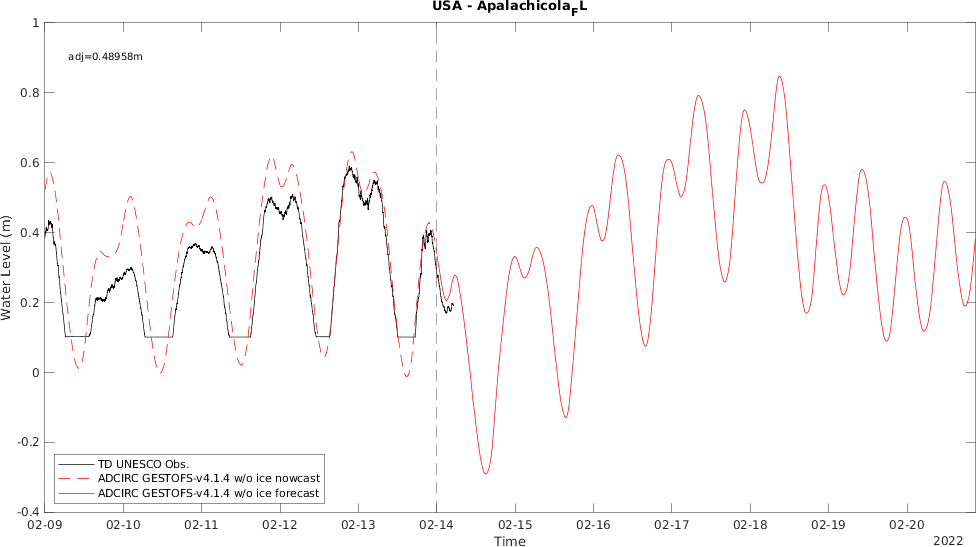 USA - Apalachicola_FL
adj=0.48958m
1
0.8
0.6
0.4
0.2
0
-0.2
-0.4
Water Level (m)
TD UNESCO Obs.
ADCIRC GESTOFS-v4.1.4 w/o ice nowcast
ADCIRC GESTOFS-v4.1.4 w/o ice forecast
02-09 02-10 02-11 02-12 02-13 02-14 02-15 02-16 02-17 02-18 02-19 02-20
Time
2022